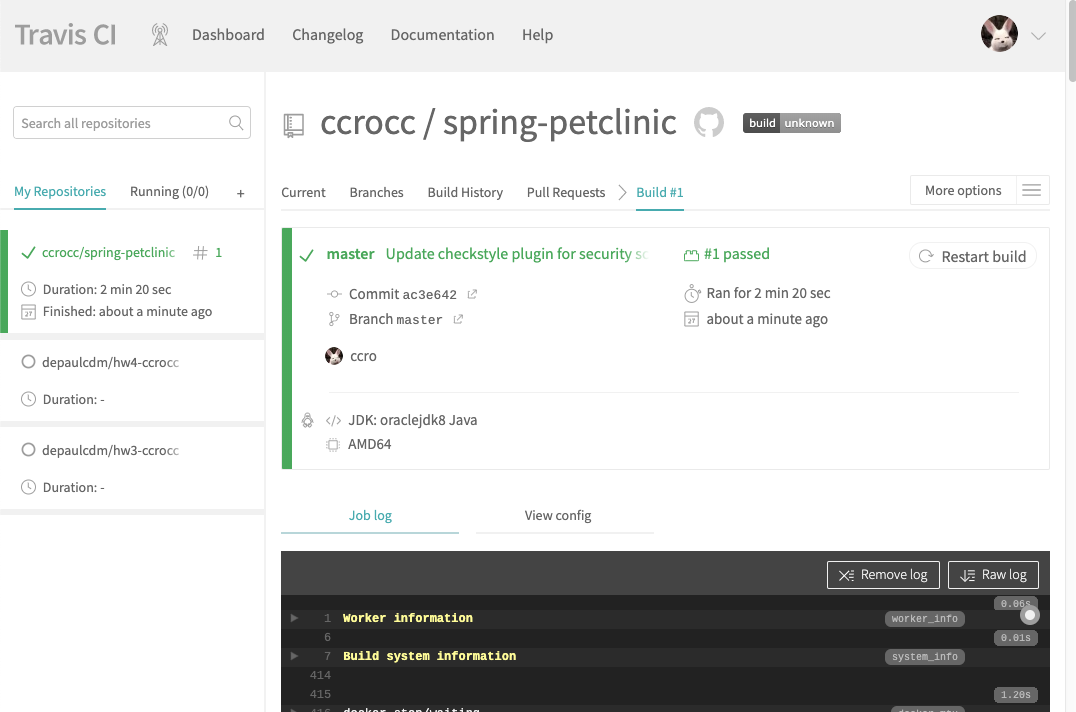 Travis CI
Dashboard Changelog Documentation Help
Search all repositories
My Repositories Running (0/0) +
ccrocc/spring-petclinic # 1
Duration: 2 min 20 sec
Finished: about a minute ago
depaulcdm/hw4-ccrocc
Duration: -
depaulcdm/hw3-ccrocc
Duration: -
ccrocc / spring-petclinic build unknown
Current Branches Build History Pull Requests Build #1
More options
master Update checkstyle plugin for security
#1 passed
Restart build
Commit ac3e642
Ran for 2 min 20 sec
Branch master
27 about a minute ago
ccro
</> JDK: oraclejdk8 Java
AMD64
Job log View config
Remove log Raw log
0.06s
1 Worker information worker_info
6 0.01s
7 Build system information system_info
414
415 1.20s